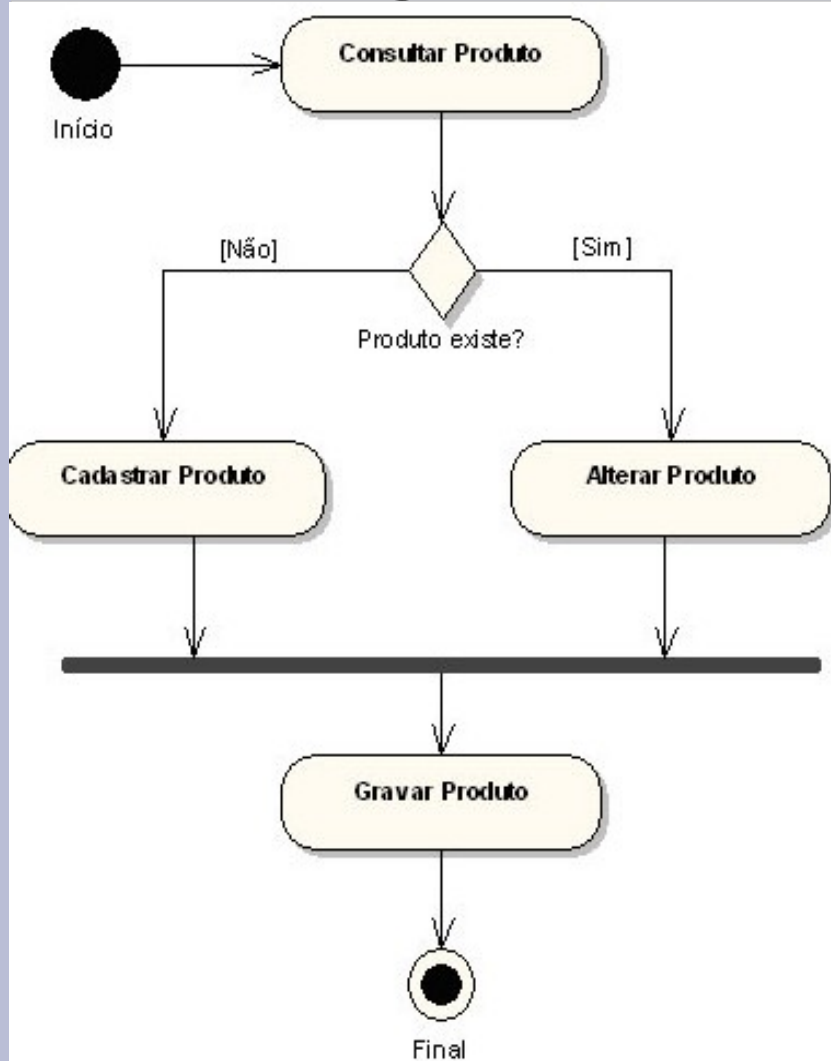 Consultar Produto
Início
[Não]
[Sim]
Produto existe?
Cadastrar Produto
Alterar Produto
Gravar Produto
Final